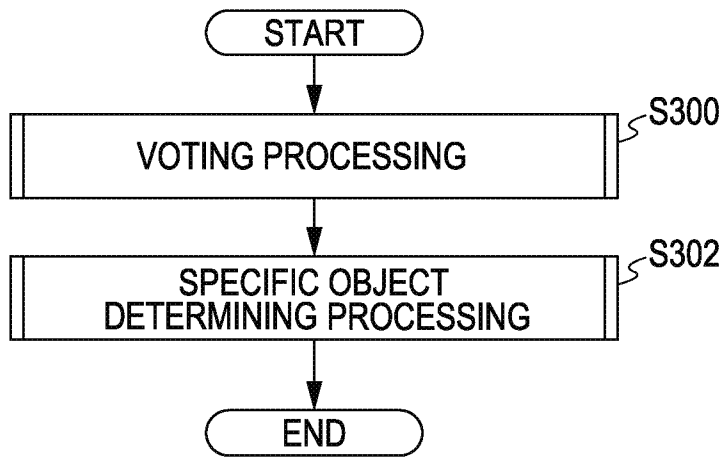 START
VOTING PROCESSING
S300
SPECIFIC OBJECT
DETERMINING PROCESSING
S302
END